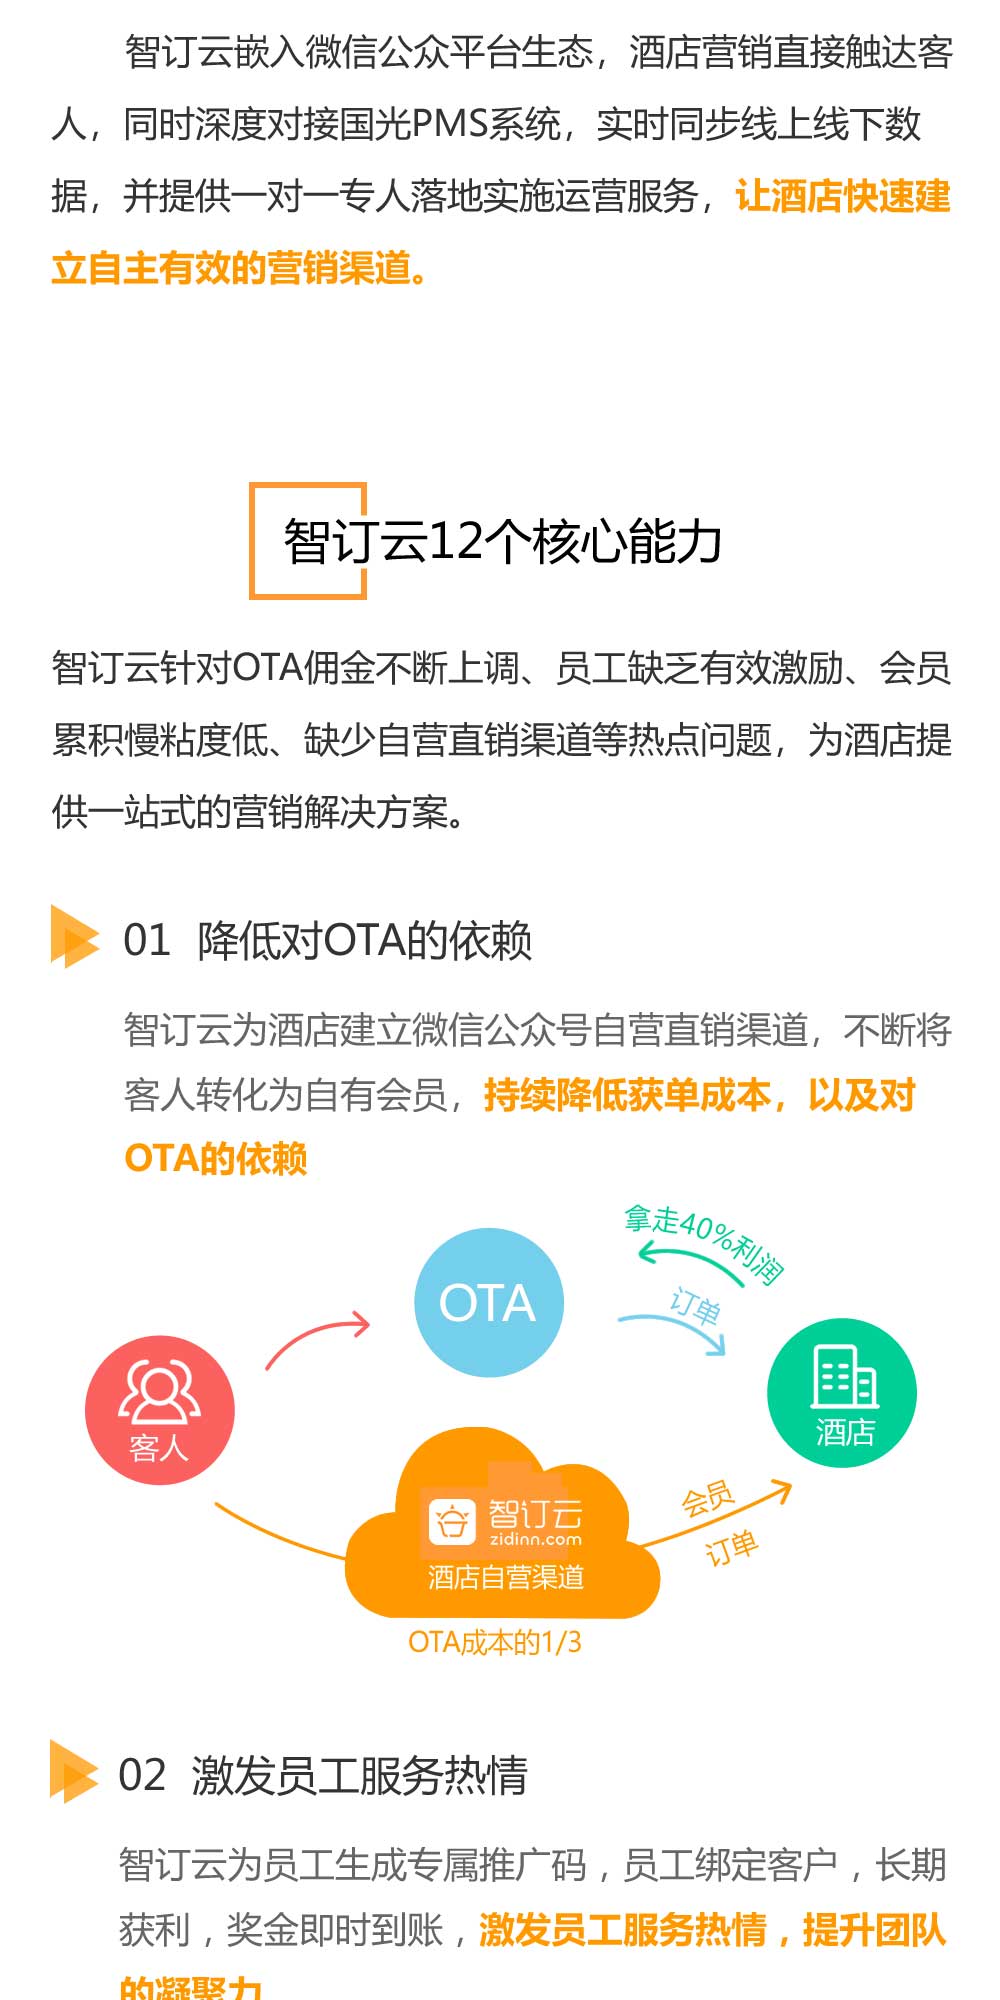 智订云嵌入微信公众平台生态，酒店营销直接触达客
人，同时深度对接国光PMS系统，实时同步线上线下数
据，并提供一对一专人落地实施运营服务，让酒店快速建
立自主有效的营销渠道。
智订云12个核心能力
智订云针对OTA佣金不断上调、员工缺乏有效激励、会员
累积慢粘度低、缺少自营直销渠道等热点问题，为酒店提
供一站式的营销解决方案。
01 降低对OTA的依赖
智订云为酒店建立微信公众号自营直销渠道，不断将
客人转化为自有会员，持续降低获单成本，以及对
OTA的依赖
拿走40%利润
订单
OTA
客人
酒店
智订云
zidinn.com
酒店自营渠道
会员
订单
OTA成本的1/3
02 激发员工服务热情
智订云为员工生成专属推广码，员工绑定客户，长期
获利，奖金即时到账，激发员工服务热情，提升团队
的凝聚力